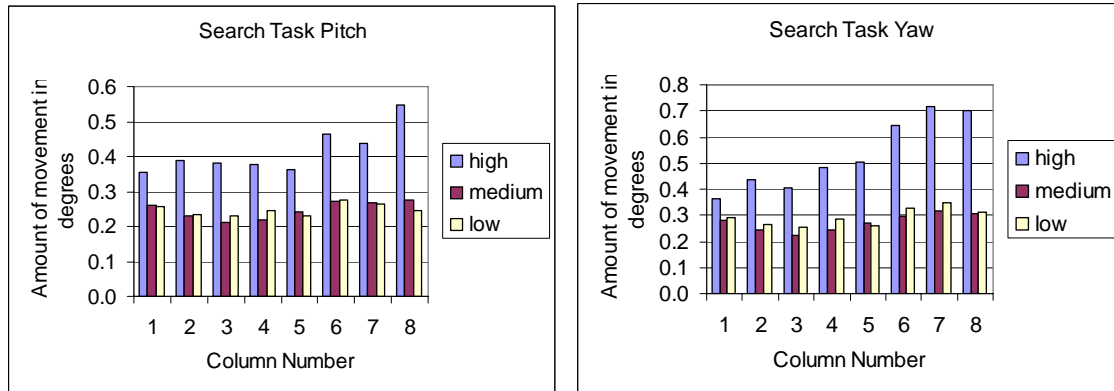 Search Task Pitch
Amount of movement in
degrees
0.6
0.5
0.4
0.3
0.2
0.1
0.0
1 2 3 4 5 6 7 8
Column Number
high
medium
low
Search Task Yaw
Amount of movement in
degrees
0.8
0.7
0.6
0.5
0.4
0.3
0.2
0.1
0.0
1 2 3 4 5 6 7 8
Column Number
high
medium
low